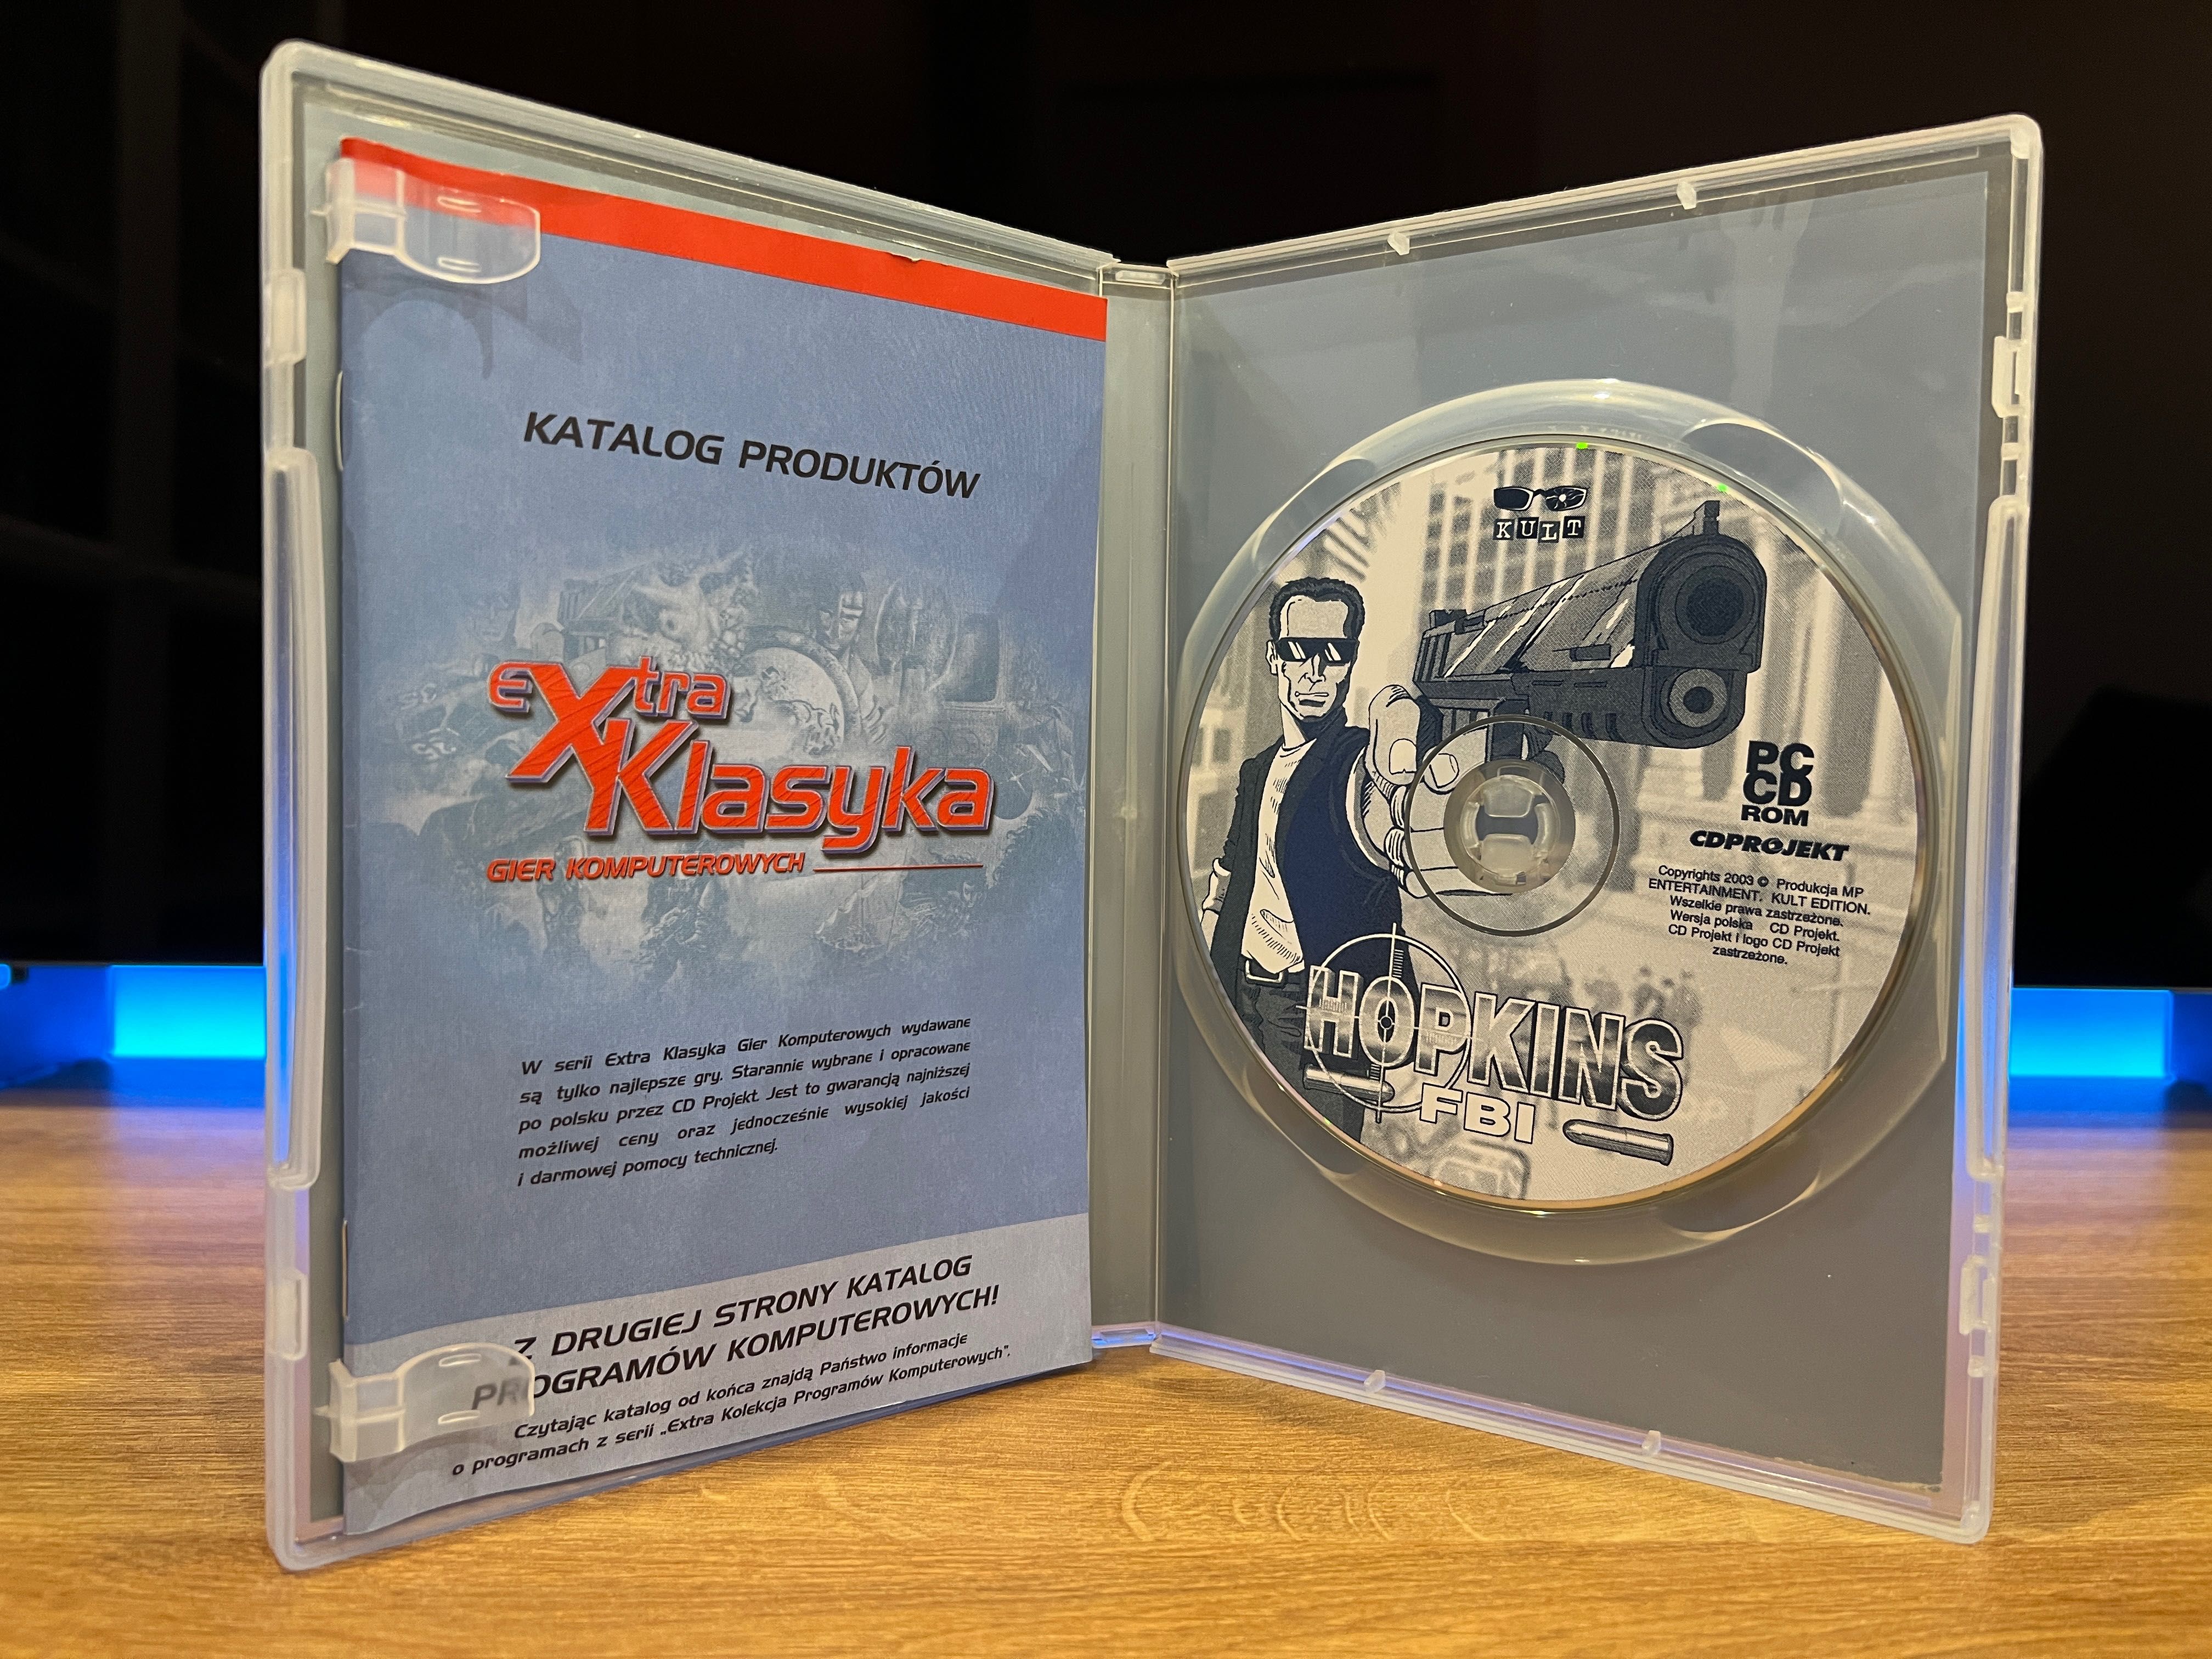 KATALOG PRODUKTÓW
eXtra
Klasyka
GIER KOMPUTEROWYCH
W serii Extra Klasyka Gier Komputerowych wydawane
są tylko najlepsze gry. Starannie wybrane i opracowane
po polsku przez CD Projekt. Jest to gwarancją najniższej
możliwej ceny oraz jednocześnie wysokiej jakości
i darmowej pomocy technicznej.
Z DRUGIEJ STRONY KATALOG
PROGRAMÓW KOMPUTEROWYCH!
Czytając katalog od końca znajdą Państwo informacje
o programach z serii „Extra Kolekcja Programów Komputerowych".
KULT
PC
CD
ROM
CDPROJEKT
Copyrights 2003 © Produkcja MP
ENTERTAINMENT. KULT EDITION.
Wszelkie prawa zastrzeżone.
Wersja polska CD Projekt.
CD Projekt i logo CD Projekt
zastrzeżone.
HOPKINS
FBI